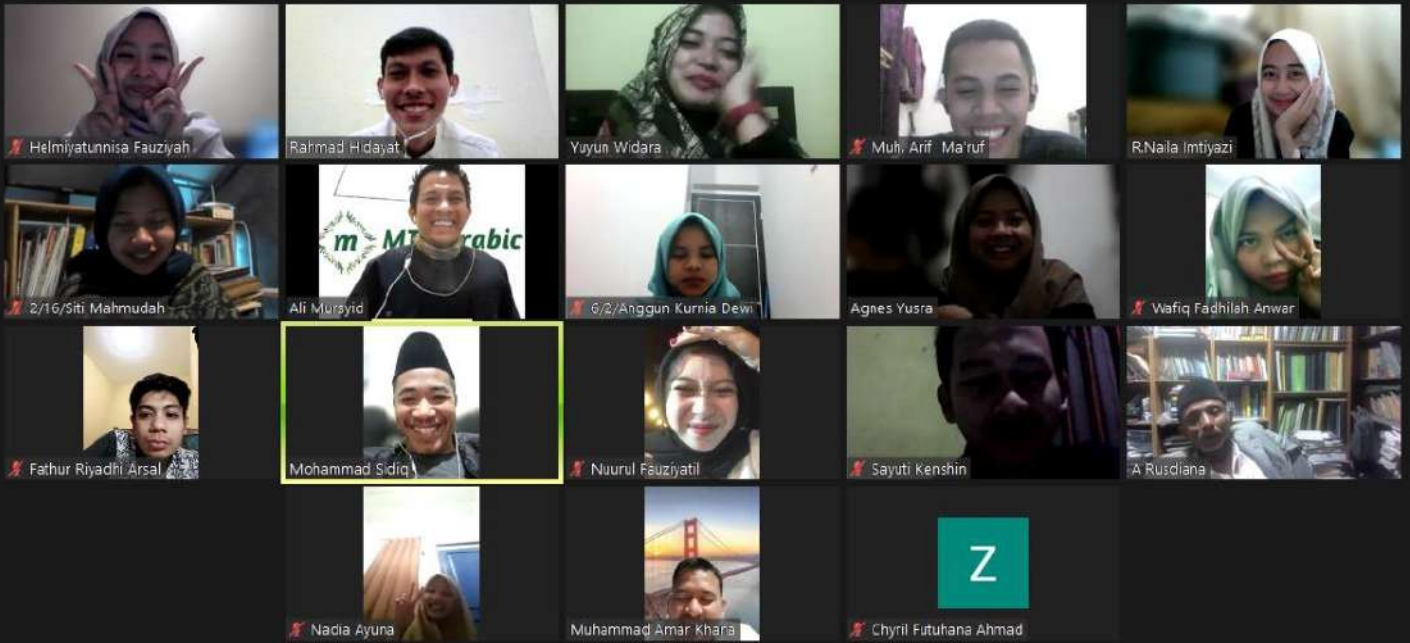 Helmiyatunnisa Fauziyah
Rahmad Hidayat
Yuyun Widara
Muh. Arif Ma'ruf
R.Naila Imtiyazi
2/16/Siti Mahmudah
m
Ali Mursyid
6/2/Anggun Kurnia Dewi
Agnes Yusra
Wafiq Fadhilah Anwar
Fathur Riyadhi Arsal
Mohammad Sidiq
Nuurul Fauziyatil
Sayuti Kenshin
A Rusdiana
Nadia Ayuna
Muhammad Amar Khana
Z
Chyril Futuhana Ahmad